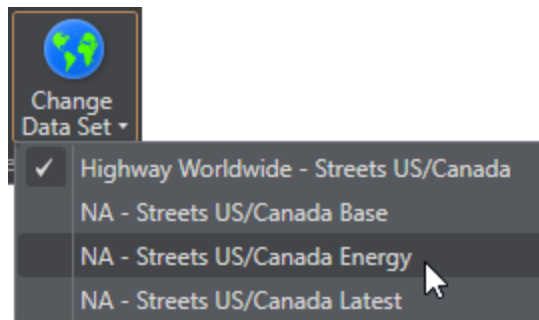 Change
Data Set
Highway Worldwide - Streets US/Canada
NA - Streets US/Canada Base
NA - Streets US/Canada Energy
NA - Streets US/Canada Latest